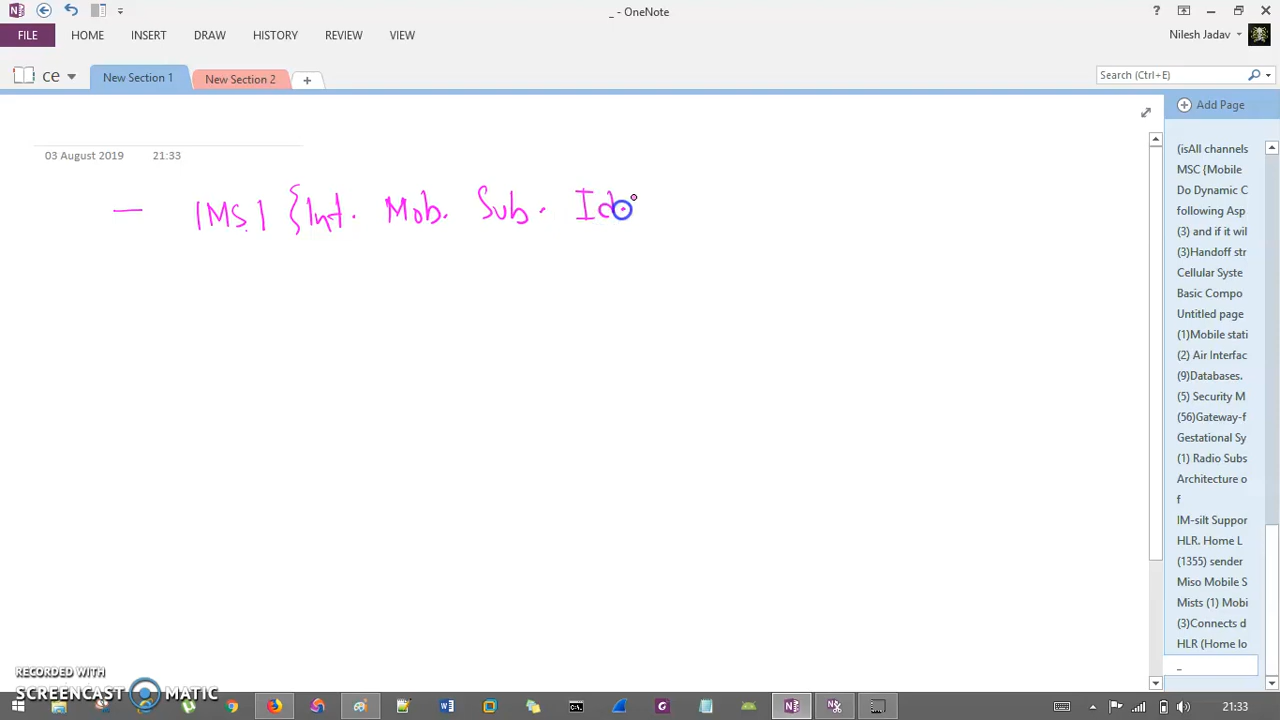 _ - OneNote
FILE HOME INSERT DRAW HISTORY REVIEW VIEW
Nilesh Jadav
ce New Section 1 New Section 2
Search (Ctrl+E)
Add Page
03 August 2019 21:33
— IMSI {Int. Mob. Sub. Id
(isAll channels
MSC (Mobile
Do Dynamic C
following Asp
(3) and if it wil
(3)Handoff str
Cellular Syste
Basic Compo
Untitled page
(1)Mobile stati
(2) Air Interfac
(9)Databases.
(5) Security M
(56)Gateway-f
Gestational Sy
(1) Radio Subs
Architecture o
f
IM-silt Suppor
HLR. Home L
(1355) sender
Miso Mobile S
Mists (1) Mobi
(3)Connects d
HLR (Home lo
_
RECORDED WITH
SCREENCAST MATIC
21:33